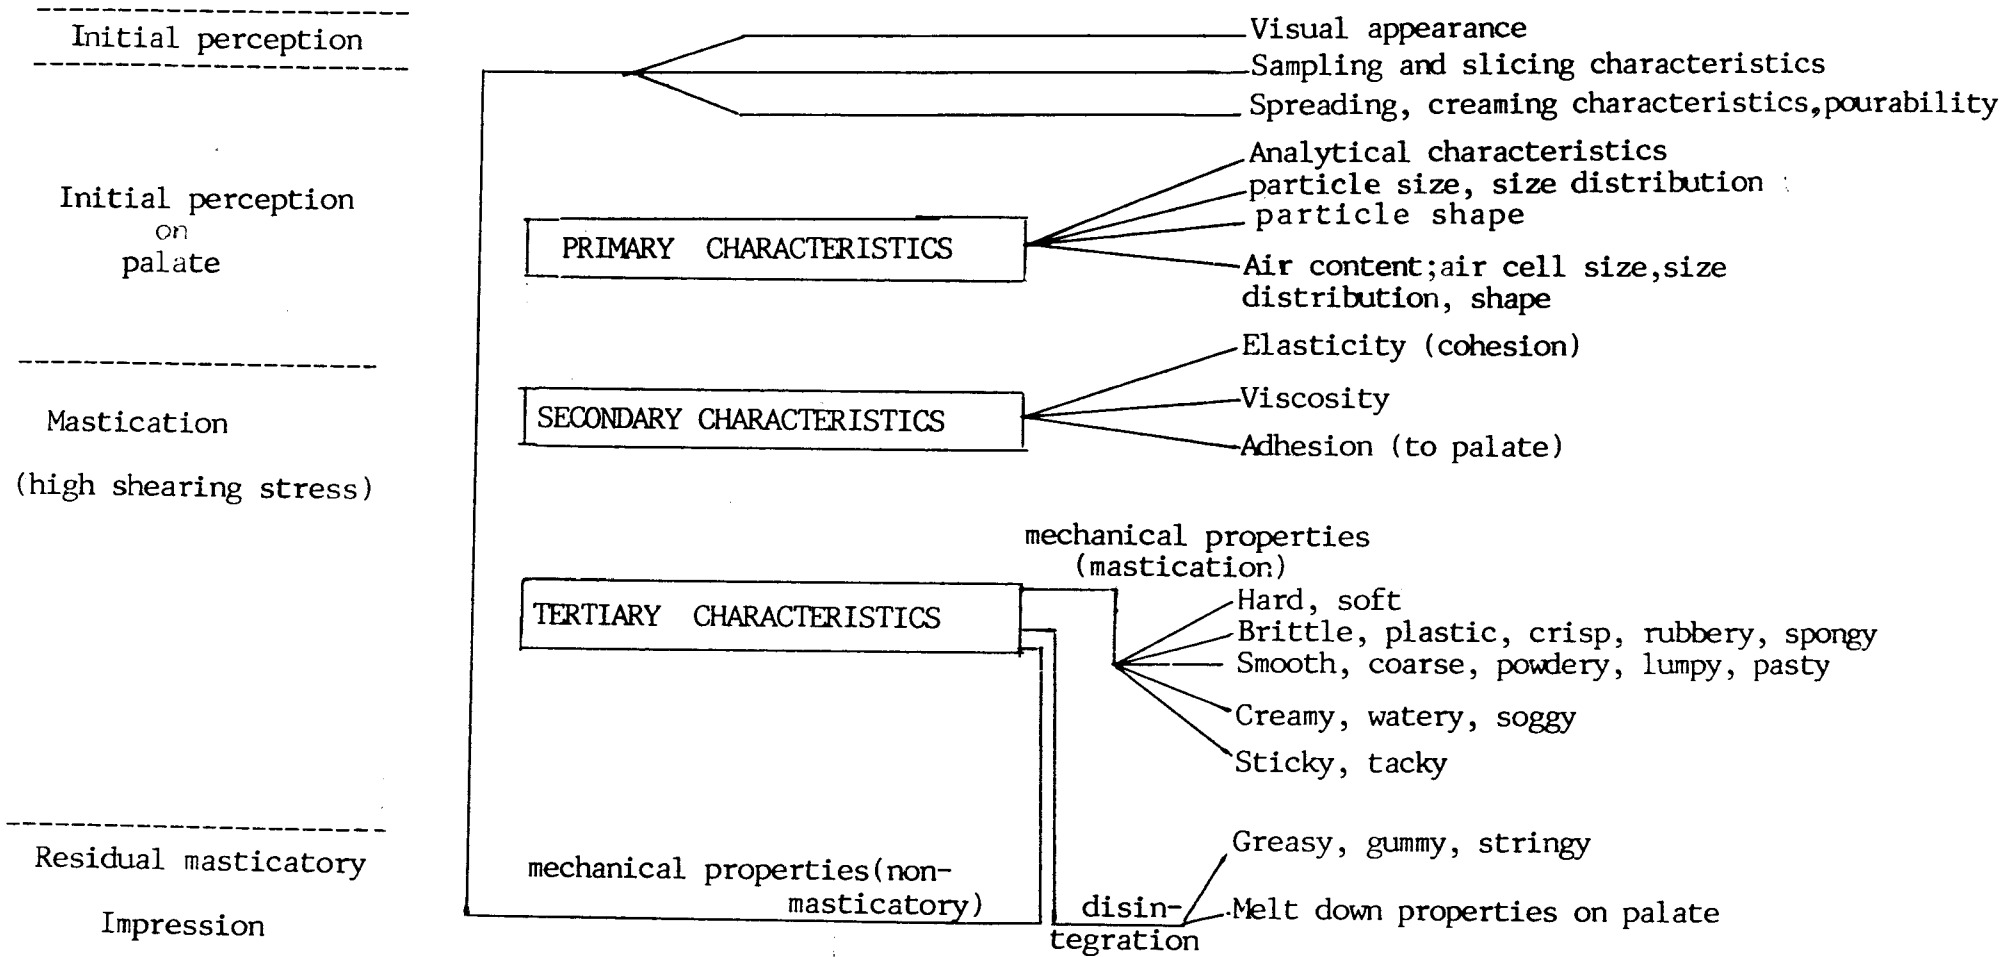 Initial perception
Visual appearance
Sampling and slicing characteristics
Spreading, creaming characteristics,pourability
Initial perception
on
palate
PRIMARY CHARACTERISTICS
Analytical characteristics
particle size, size distribution
particle shape
Air content;air cell size,size
distribution, shape
Mastication
(high shearing stress)
SECONDARY CHARACTERISTICS
Elasticity (cohesion)
Viscosity
Adhesion (to palate)
TERTIARY CHARACTERISTICS
mechanical properties
(mastication)
Hard, soft
Brittle, plastic, crisp, rubbery, spongy
Smooth, coarse, powdery, lumpy, pasty
Creamy, watery, soggy
Sticky, tacky
Residual masticatory
Impression
mechanical properties(non-
masticatory)
disin-
tegration
Greasy, gummy, stringy
Melt down properties on palate